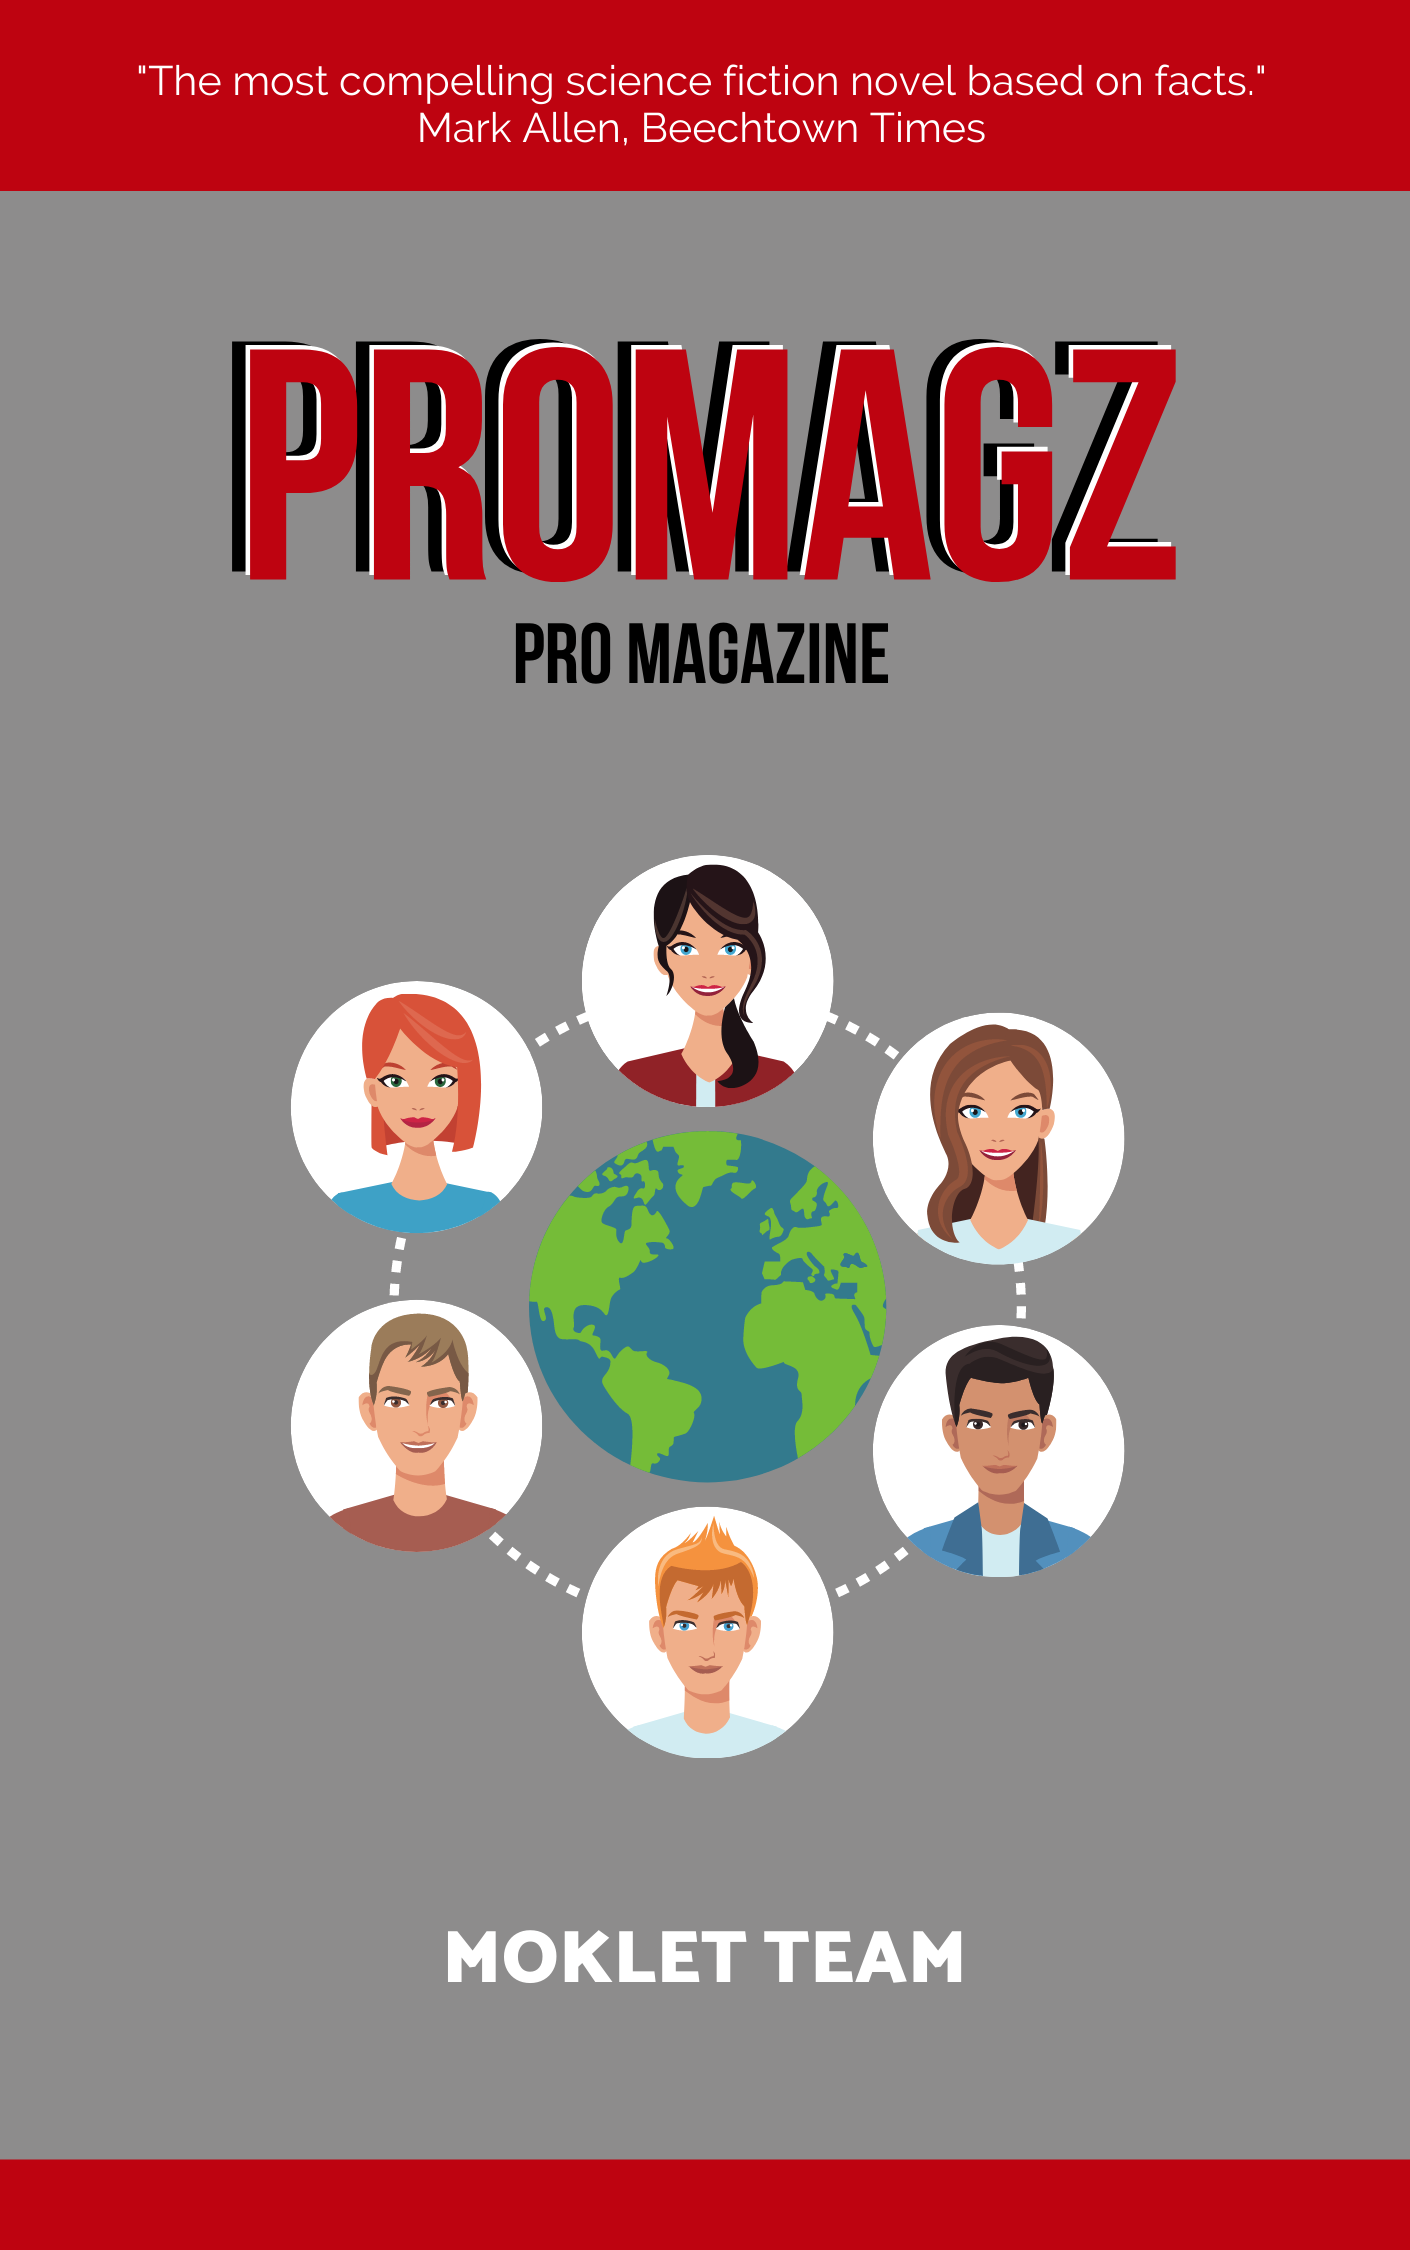 "The most compelling science fiction novel based on facts."
Mark Allen, Beechtown Times
PROMAGZ
PRO MAGAZINE
MOKLET TEAM